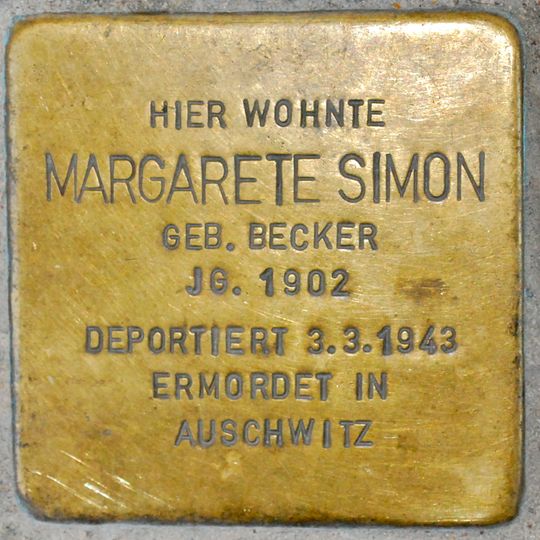 HIER WOHNTE
MARGARETE SIMON
GEB. BECKER
JG. 1902
DEPORTIERT 3.3.1943
ERMORDET IN
AUSCHWITZ